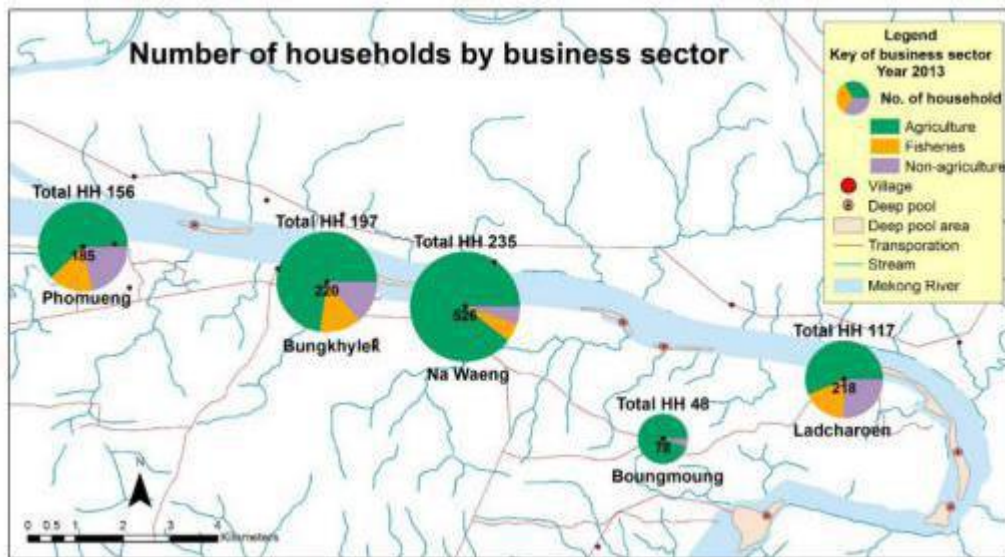 Number of households by business sector
Legend
Key of business sector
Year 2013
No. of household
Agriculture
Fisheries
Non-agriculture
Village
Deep pool
Deep pool area
Transporation
Stream
Mekong River
Total HH 156
185
Phomueng
Total HH 197
220
Bungkhylek
Total HH 235
526
Na Waeng
Total HH 48
78
Boungmoung
Total HH 117
218
Ladcharoen
N
0 0.5 1 2 3 4
Kilometers